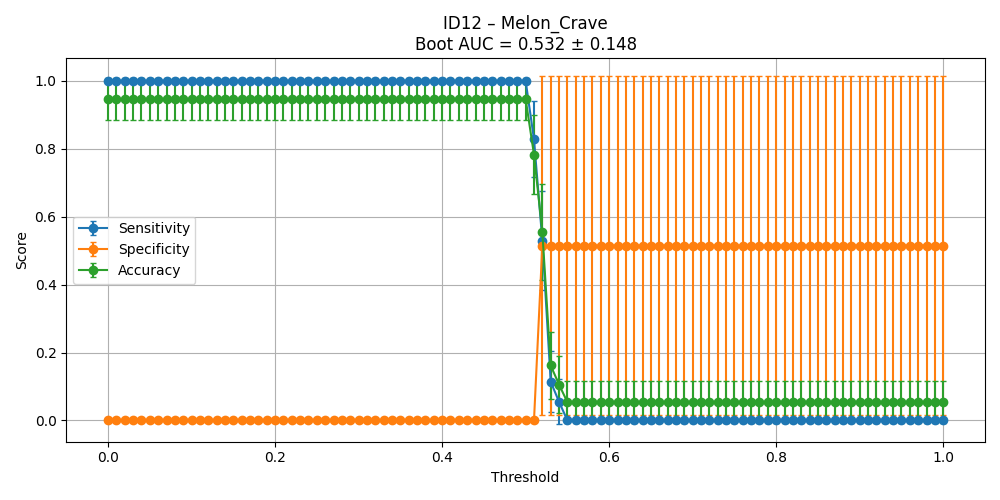 ID12 – Melon_Crave
Boot AUC = 0.532 ± 0.148
1.0
0.8
0.6
0.4
0.2
0.0
Score
Sensitivity
Specificity
Accuracy
0.0 0.2 0.4 0.6 0.8 1.0
Threshold